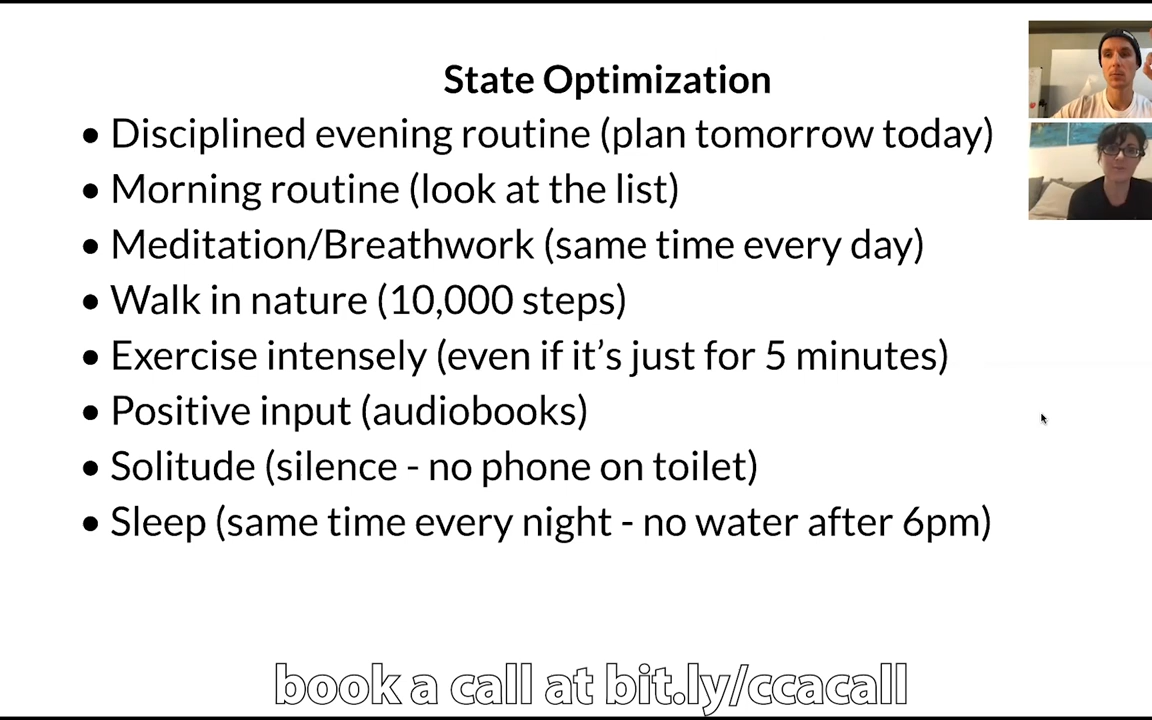 State Optimization
• Disciplined evening routine (plan tomorrow today)
• Morning routine (look at the list)
• Meditation/Breathwork (same time every day)
• Walk in nature (10,000 steps)
• Exercise intensely (even if it’s just for 5 minutes)
• Positive input (audiobooks)
• Solitude (silence - no phone on toilet)
• Sleep (same time every night - no water after 6pm)
book a call at bit.ly/ccacall